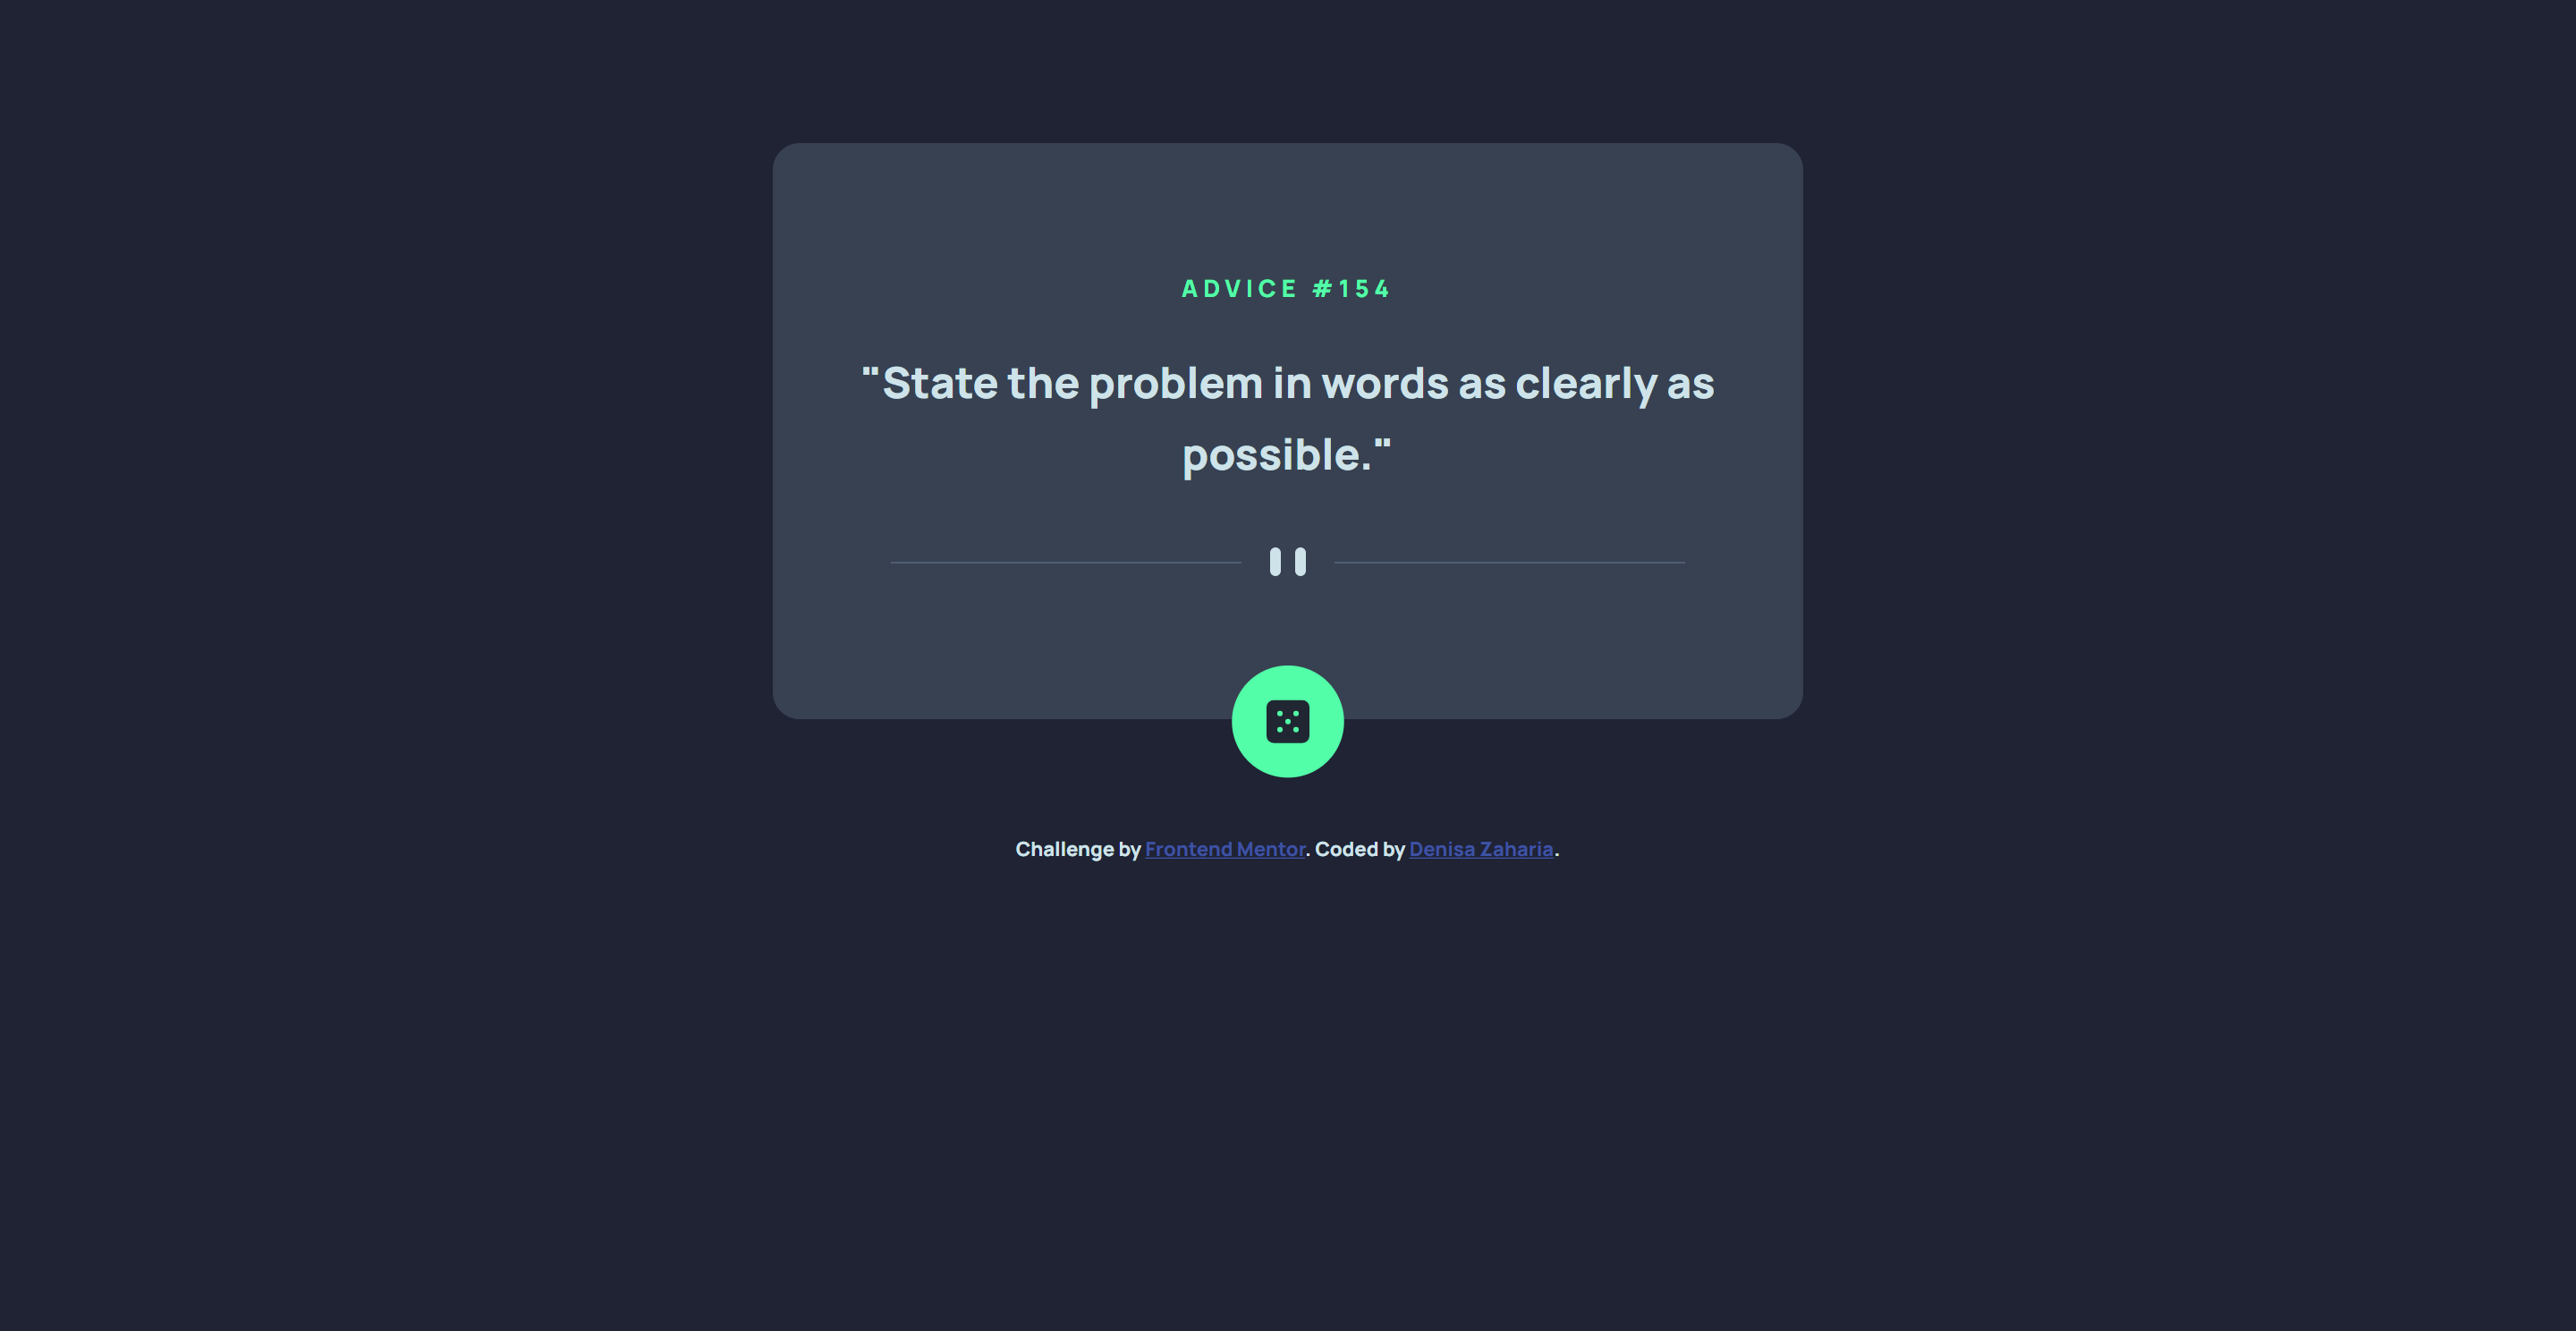 ADVICE #154
"State the problem in words as clearly as
possible."
Challenge by Frontend Mentor. Coded by Denisa Zaharia.